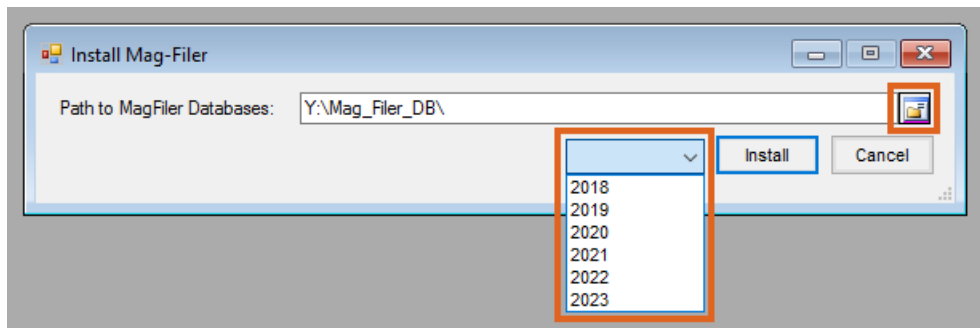 Install Mag-Filer
Path to MagFiler Databases: Y:\Mag_Filer_DB\
Install Cancel
2018
2019
2020
2021
2022
2023